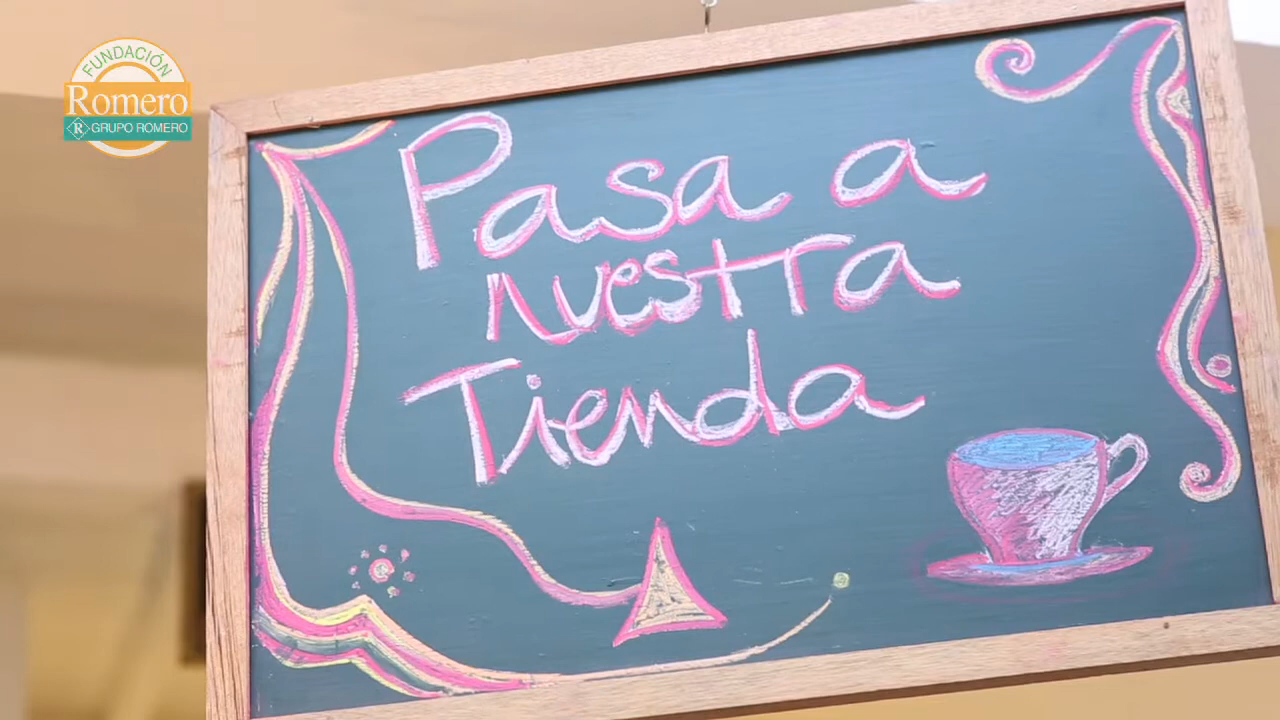 FUNDACIÓN
Romero
R GRUPO ROMERO
Pasa a
nuestra
Tienda